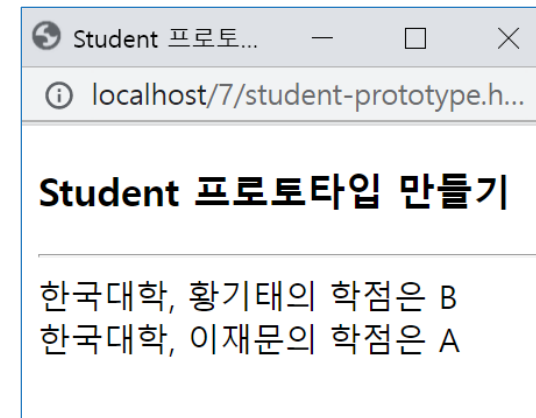 Student 프로토...
localhost/7/student-prototype.h...
Student 프로토타입 만들기
한국대학, 황기태의 학점은 B
한국대학, 이재문의 학점은 A